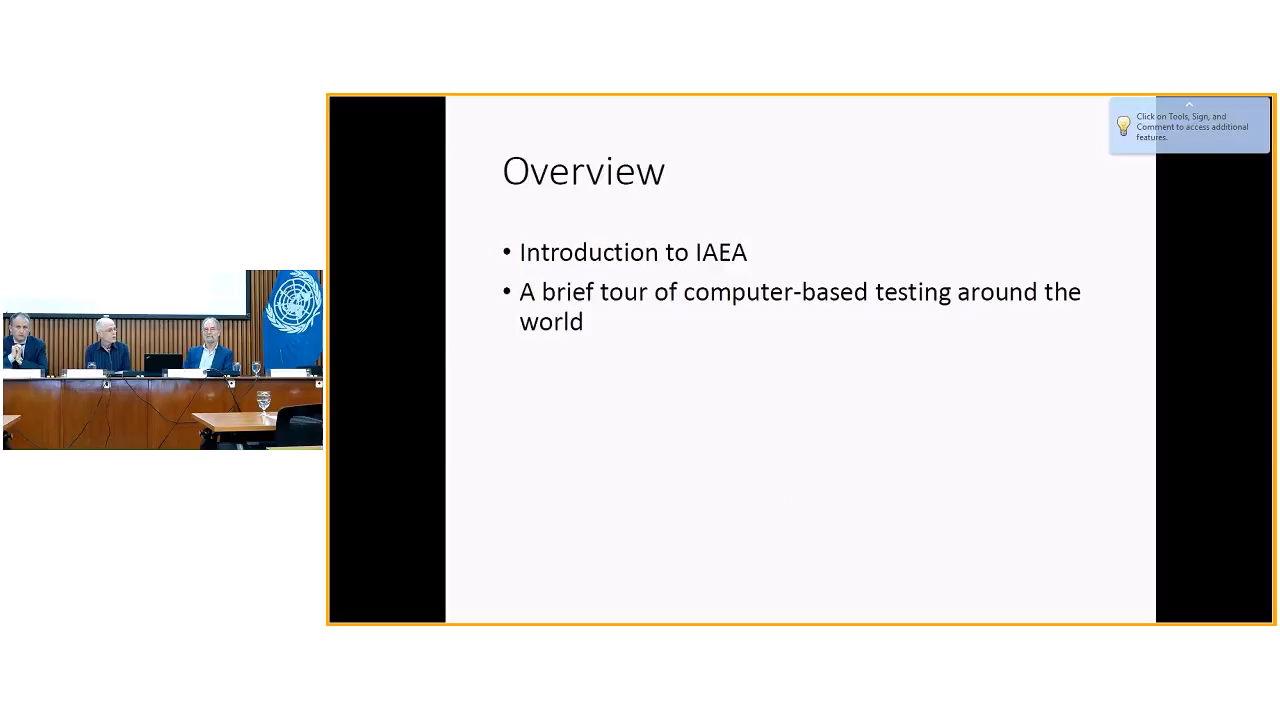 Overview
• Introduction to IAEA
• A brief tour of computer-based testing around the
world
Click on Tools, Sign, and
Comment to access additional
features.